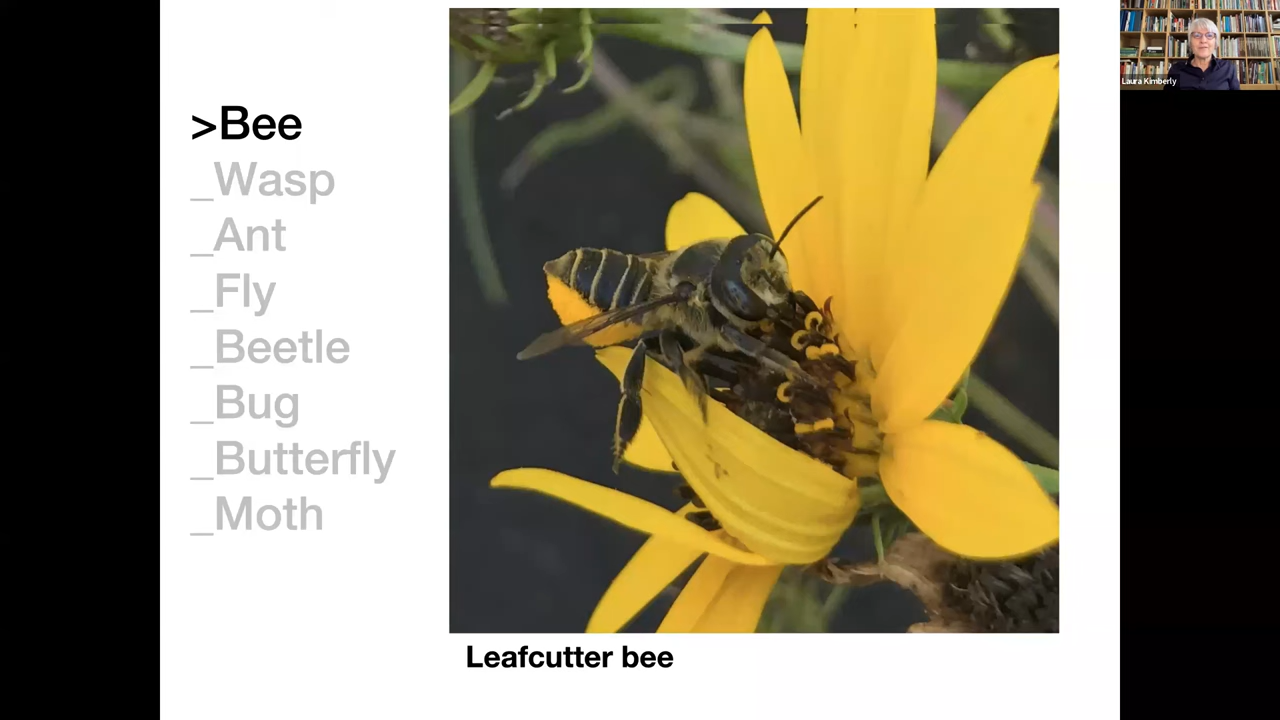 >Bee
_Wasp
_Ant
_Fly
_Beetle
_Bug
_Butterfly
_Moth
Leafcutter bee
Laura Kimberly